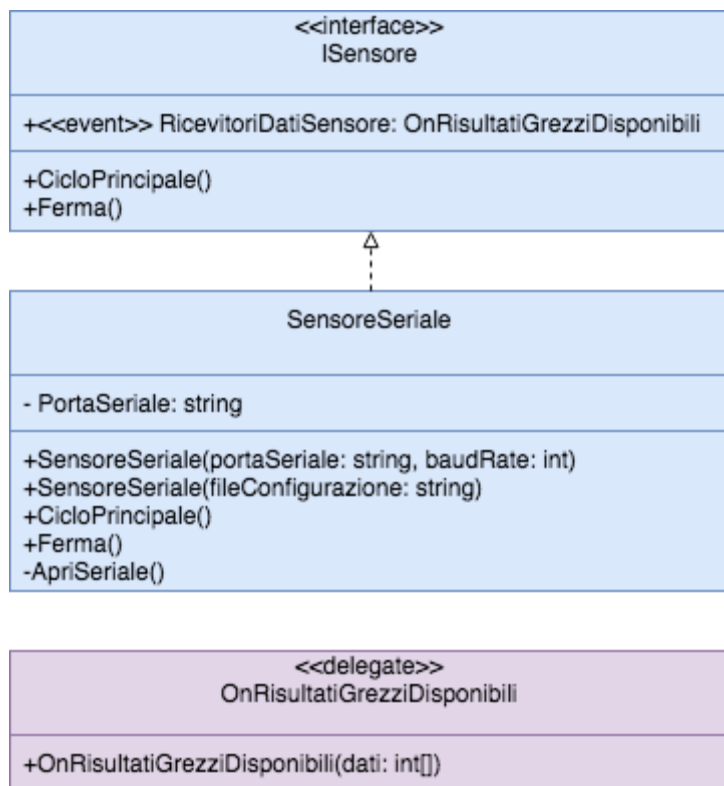 <<interface>>
ISensore
+<<event>> RicevitoriDatiSensore: OnRisultatiGrezziDisponibili
+CicloPrincipale()
+Ferma()
SensoreSeriale
- PortaSeriale: string
+SensoreSeriale(portaSeriale: string, baudRate: int)
+SensoreSeriale(fileConfigurazione: string)
+CicloPrincipale()
+Ferma()
-ApriSeriale()
<<delegate>>
OnRisultatiGrezziDisponibili
+OnRisultatiGrezziDisponibili(dati: int[])